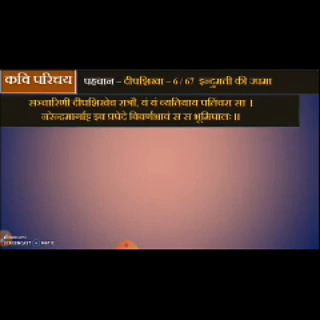 कवि परिचय
पहचान – दीपशिखा – 6 / 67 इन्दुमती की उपमा
सञ्चारिणी दीपशिखेव रात्रौ, यं यं व्यतियाय पतिंवरा सा ।
नरेन्द्रमार्गाट्ट इव प्रपेदे विवर्णभावं स स भूमिपालः॥